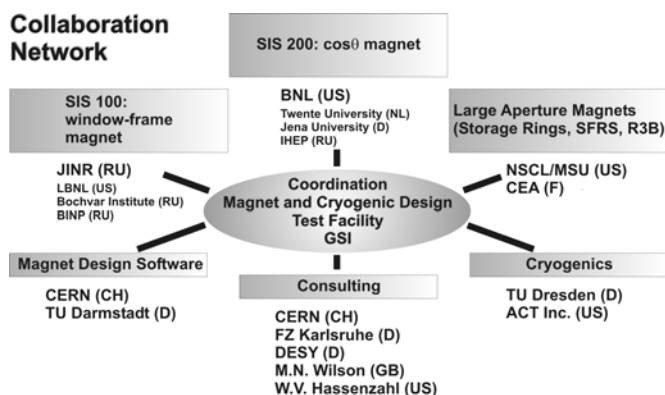 Collaboration
Network
SIS 200: cosθ magnet
BNL (US)
Twente University (NL)
Jena University (D)
IHEP (RU)
SIS 100:
window-frame
magnet
JINR (RU)
LBNL (US)
Bochvar Institute (RU)
BINP (RU)
Large Aperture Magnets
(Storage Rings, SFRS, R3B)
NSCL/MSU (US)
CEA (F)
Coordination
Magnet and Cryogenic Design
Test Facility
GSI
Magnet Design Software
CERN (CH)
TU Darmstadt (D)
Consulting
CERN (CH)
FZ Karlsruhe (D)
DESY (D)
M.N. Wilson (GB)
W.V. Hassenzahl (US)
Cryogenics
TU Dresden (D)
ACT Inc. (US)